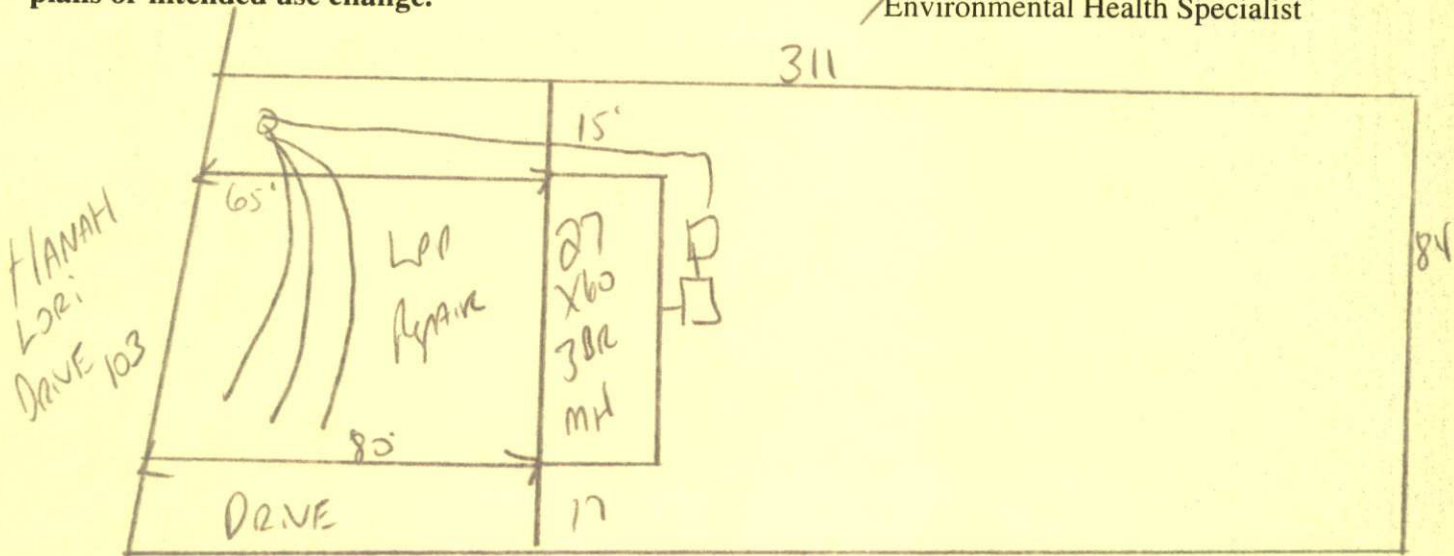 plans or intended use change.
Environmental Health Specialist
311
15'
65'
HANAH
LORI
DRIVE 103
LPP
Repair
27
X60
3BR
MH
84
80'
DRIVE
17